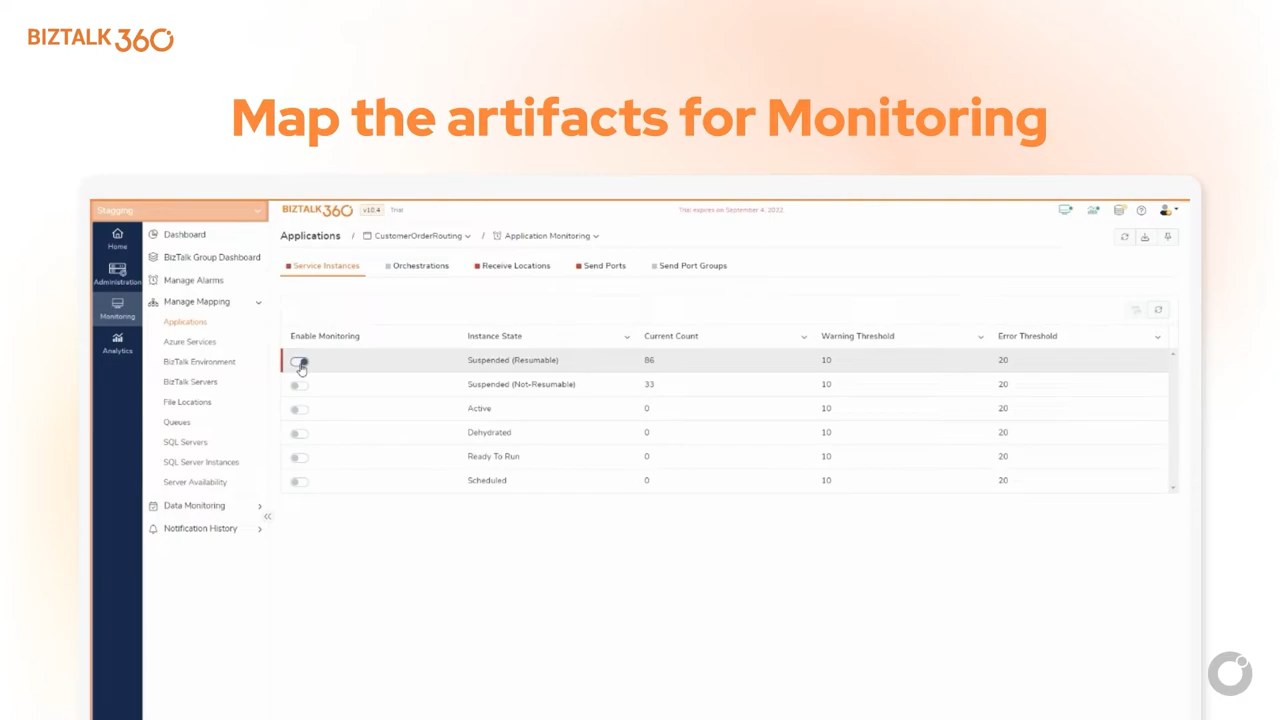 BIZTALK 360
Map the artifacts for Monitoring
Stagging
BIZTALK 360 v10.4 Trial
Trial expires on September 4, 2022.
Home
Administration
Monitoring
Analytics
Dashboard
BizTalk Group Dashboard
Manage Alarms
Manage Mapping
Applications
Azure Services
BizTalk Environment
BizTalk Servers
File Locations
Queues
SQL Servers
SQL Server Instances
Server Availability
Data Monitoring
Notification History
Applications / CustomerOrderRouting / Application Monitoring
Service Instances Orchestrations Receive Locations Send Ports Send Port Groups
Enable Monitoring Instance State Current Count Warning Threshold Error Threshold
Suspended (Resumable) 86 10 20
Suspended (Not-Resumable) 33 10 20
Active 0 10 20
Dehydrated 0 10 20
Ready To Run 0 10 20
Scheduled 0 10 20